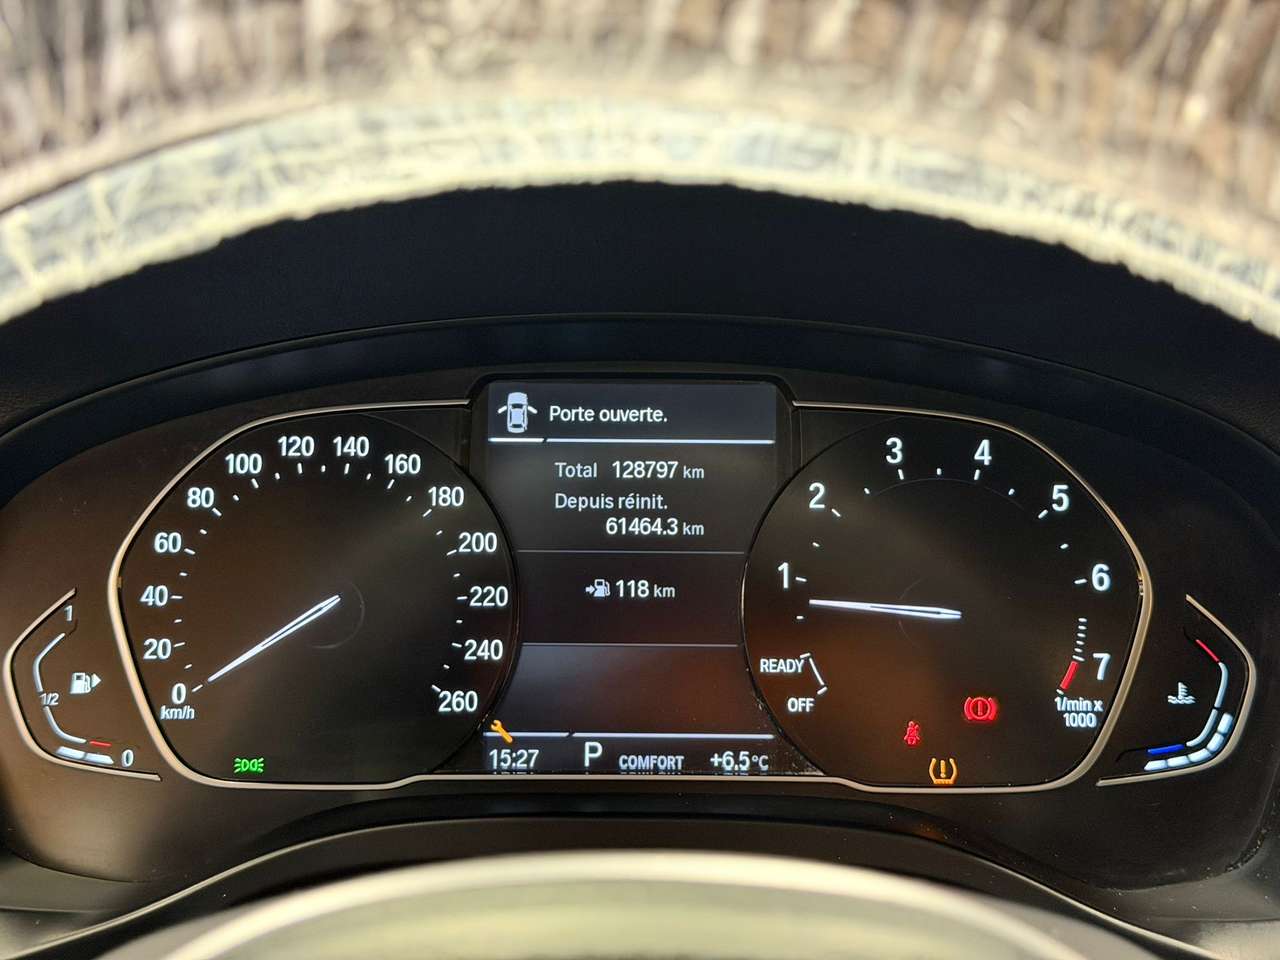 Porte ouverte.
Total 128797 km
Depuis réinit.
61464.3 km
118 km
15:27 P COMFORT +6.5°C
0 20 40 60 80 100 120 140 160 180 200 220 240 260
km/h
1
1/2
0
READY
OFF
1 2 3 4 5 6 7
1/min x
1000